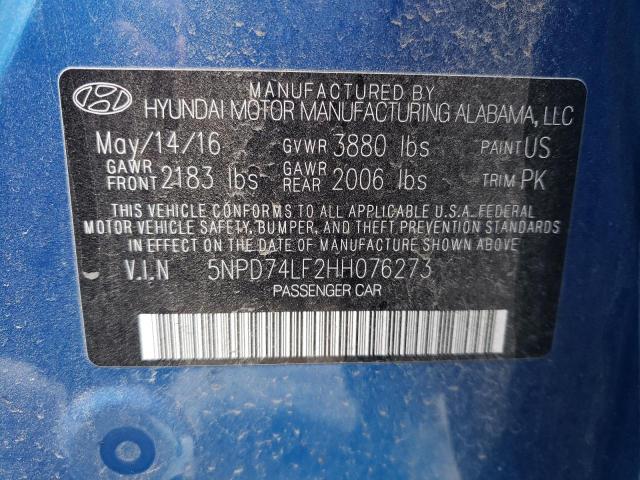 MANUFACTURED BY
HYUNDAI MOTOR MANUFACTURING ALABAMA, LLC
May/14/16 GVWR 3880 lbs PAINT US
GAWR FRONT 2183 lbs GAWR REAR 2006 lbs TRIM PK
THIS VEHICLE CONFORMS TO ALL APPLICABLE U.S.A. FEDERAL
MOTOR VEHICLE SAFETY, BUMPER, AND THEFT PREVENTION STANDARDS
IN EFFECT ON THE DATE OF MANUFACTURE SHOWN ABOVE.
V.I.N 5NPD74LF2HH076273
PASSENGER CAR